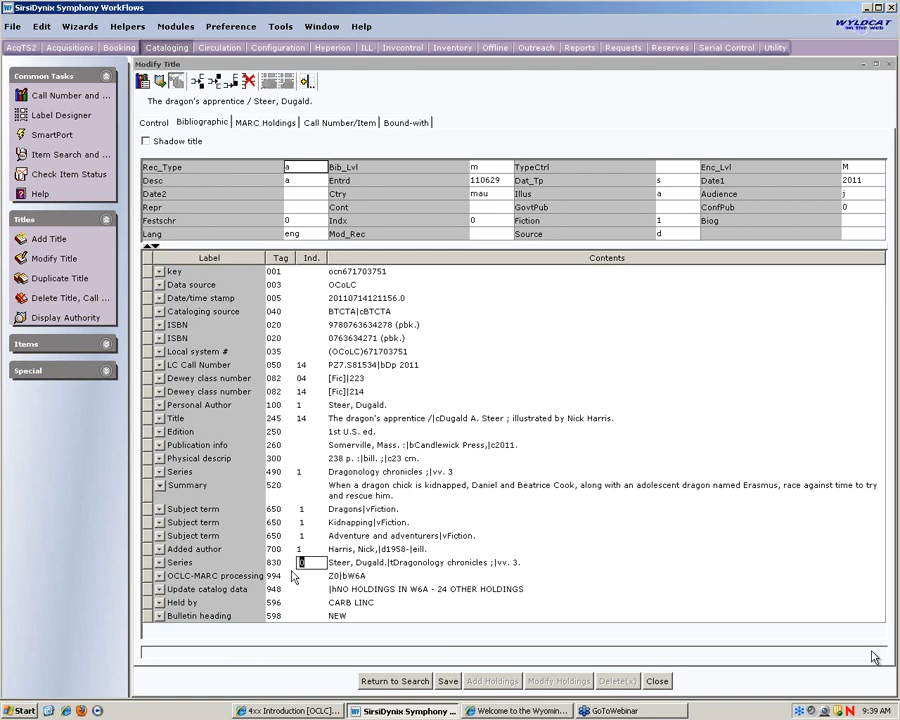 SirsiDynix Symphony WorkFlows
File Edit Wizards Helpers Modules Preference Tools Window Help
WYLDCAT
on the web
AcqTS2 Acquisitions Booking Cataloging Circulation Configuration Hyperion ILL Invcontrol Inventory Offline Outreach Reports Requests Reserves Serial Control Utility
Common Tasks
Call Number and ...
Label Designer
SmartPort
Item Search and ...
Check Item Status
Help
Titles
Add Title
Modify Title
Duplicate Title
Delete Title, Call ...
Display Authority
Items
Special
Modify Title
The dragon's apprentice / Steer, Dugald.
Control Bibliographic MARC Holdings Call Number/Item Bound-with
Shadow title
Rec_Type a Bib_Lvl m TypeCtrl Enc_Lvl M
Desc a Entrd 110629 Dat_Tp s Date1 2011
Date2 Ctry mau Illus a Audience j
Repr Cont GovtPub ConfPub 0
Festschr 0 Indx 0 Fiction 1 Biog
Lang eng Mod_Rec Source d
Label Tag Ind. Contents
key 001 ocn671703751
Data source 003 OCoLC
Date/time stamp 005 20110714121156.0
Cataloging source 040 BTCTA|cBTCTA
ISBN 020 9780763634278 (pbk.)
ISBN 020 0763634271 (pbk.)
Local system # 035 (OCoLC)671703751
LC Call Number 050 14 PZ7.S81534|bDp 2011
Dewey class number 082 04 [Fic]|223
Dewey class number 082 14 [Fic]|214
Personal Author 100 1 Steer, Dugald.
Title 245 14 The dragon's apprentice /|cDugald A. Steer ; illustrated by Nick Harris.
Edition 250 1st U.S. ed.
Publication info 260 Somerville, Mass. :|bCandlewick Press,|c2011.
Physical descrip 300 238 p. :|bill. ;|c23 cm.
Series 490 1 Dragonology chronicles ;|vv. 3
Summary 520 When a dragon chick is kidnapped, Daniel and Beatrice Cook, along with an adolescent dragon named Erasmus, race against time to try
and rescue him.
Subject term 650 1 Dragons|vFiction.
Subject term 650 1 Kidnapping|vFiction.
Subject term 650 1 Adventure and adventurers|vFiction.
Added author 700 1 Harris, Nick,|d1958-|eill.
Series 830 0 Steer, Dugald.|tDragonology chronicles ;|vv. 3.
OCLC-MARC processing 994 Z0|bW6A
Update catalog data 948 |hNO HOLDINGS IN W6A - 24 OTHER HOLDINGS
Held by 596 CARB LINC
Bulletin heading 598 NEW
Return to Search Save Add Holdings Modify Holdings Delete(x) Close
Start 4xx Introduction [OCLC]... SirsiDynix Symphony ... Welcome to the Wyomin... GoToWebinar 9:39 AM